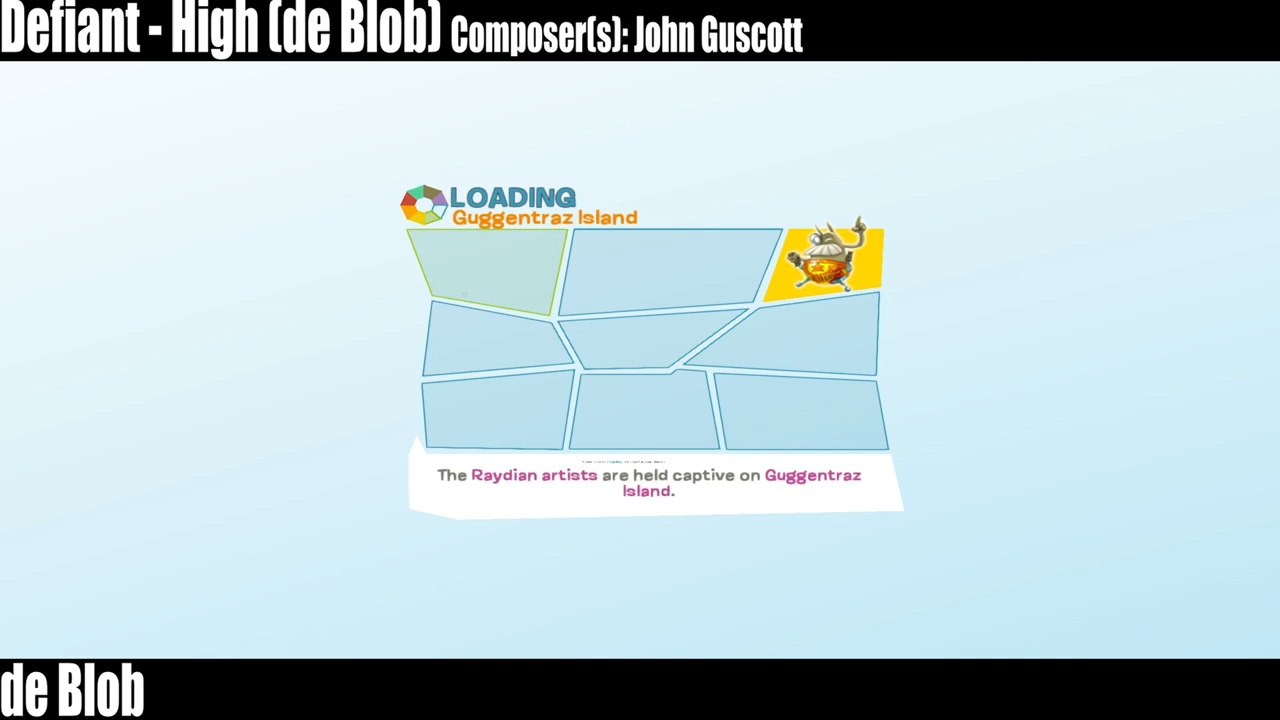 Defiant - High (de Blob) Composer(s): John Guscott
LOADING
Guggentraz Island
The Raydian artists are held captive on Guggentraz
Island.
de Blob